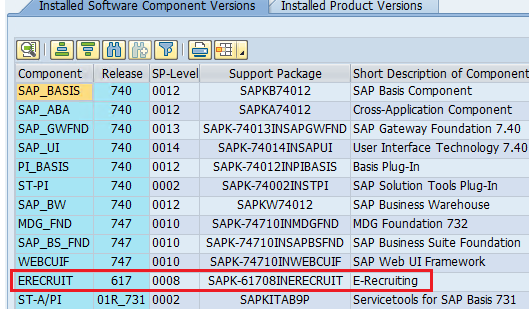 Installed Software Component Versions Installed Product Versions
Component Release SP-Level Support Package Short Description of Component
SAP_BASIS 740 0012 SAPKB74012 SAP Basis Component
SAP_ABA 740 0012 SAPKA74012 Cross-Application Component
SAP_GWFND 740 0013 SAPK-74013INSAPGWFND SAP Gateway Foundation 7.40
SAP_UI 740 0014 SAPK-74014INSAPUI User Interface Technology 7.40
PI_BASIS 740 0012 SAPK-74012INPIBASIS Basis Plug-In
ST-PI 740 0002 SAPK-74002INSTPI SAP Solution Tools Plug-In
SAP_BW 740 0012 SAPKW74012 SAP Business Warehouse
MDG_FND 747 0010 SAPK-74710INMDGFND MDG Foundation 732
SAP_BS_FND 747 0010 SAPK-74710INSAPBSFND SAP Business Suite Foundation
WEBCUIF 747 0010 SAPK-74710INWEBCUIF SAP Web UI Framework
ERECRUIT 617 0008 SAPK-61708INERECRUIT E-Recruiting
ST-A/PI 01R_731 0002 SAPKITAB9P Servicetools for SAP Basis 731